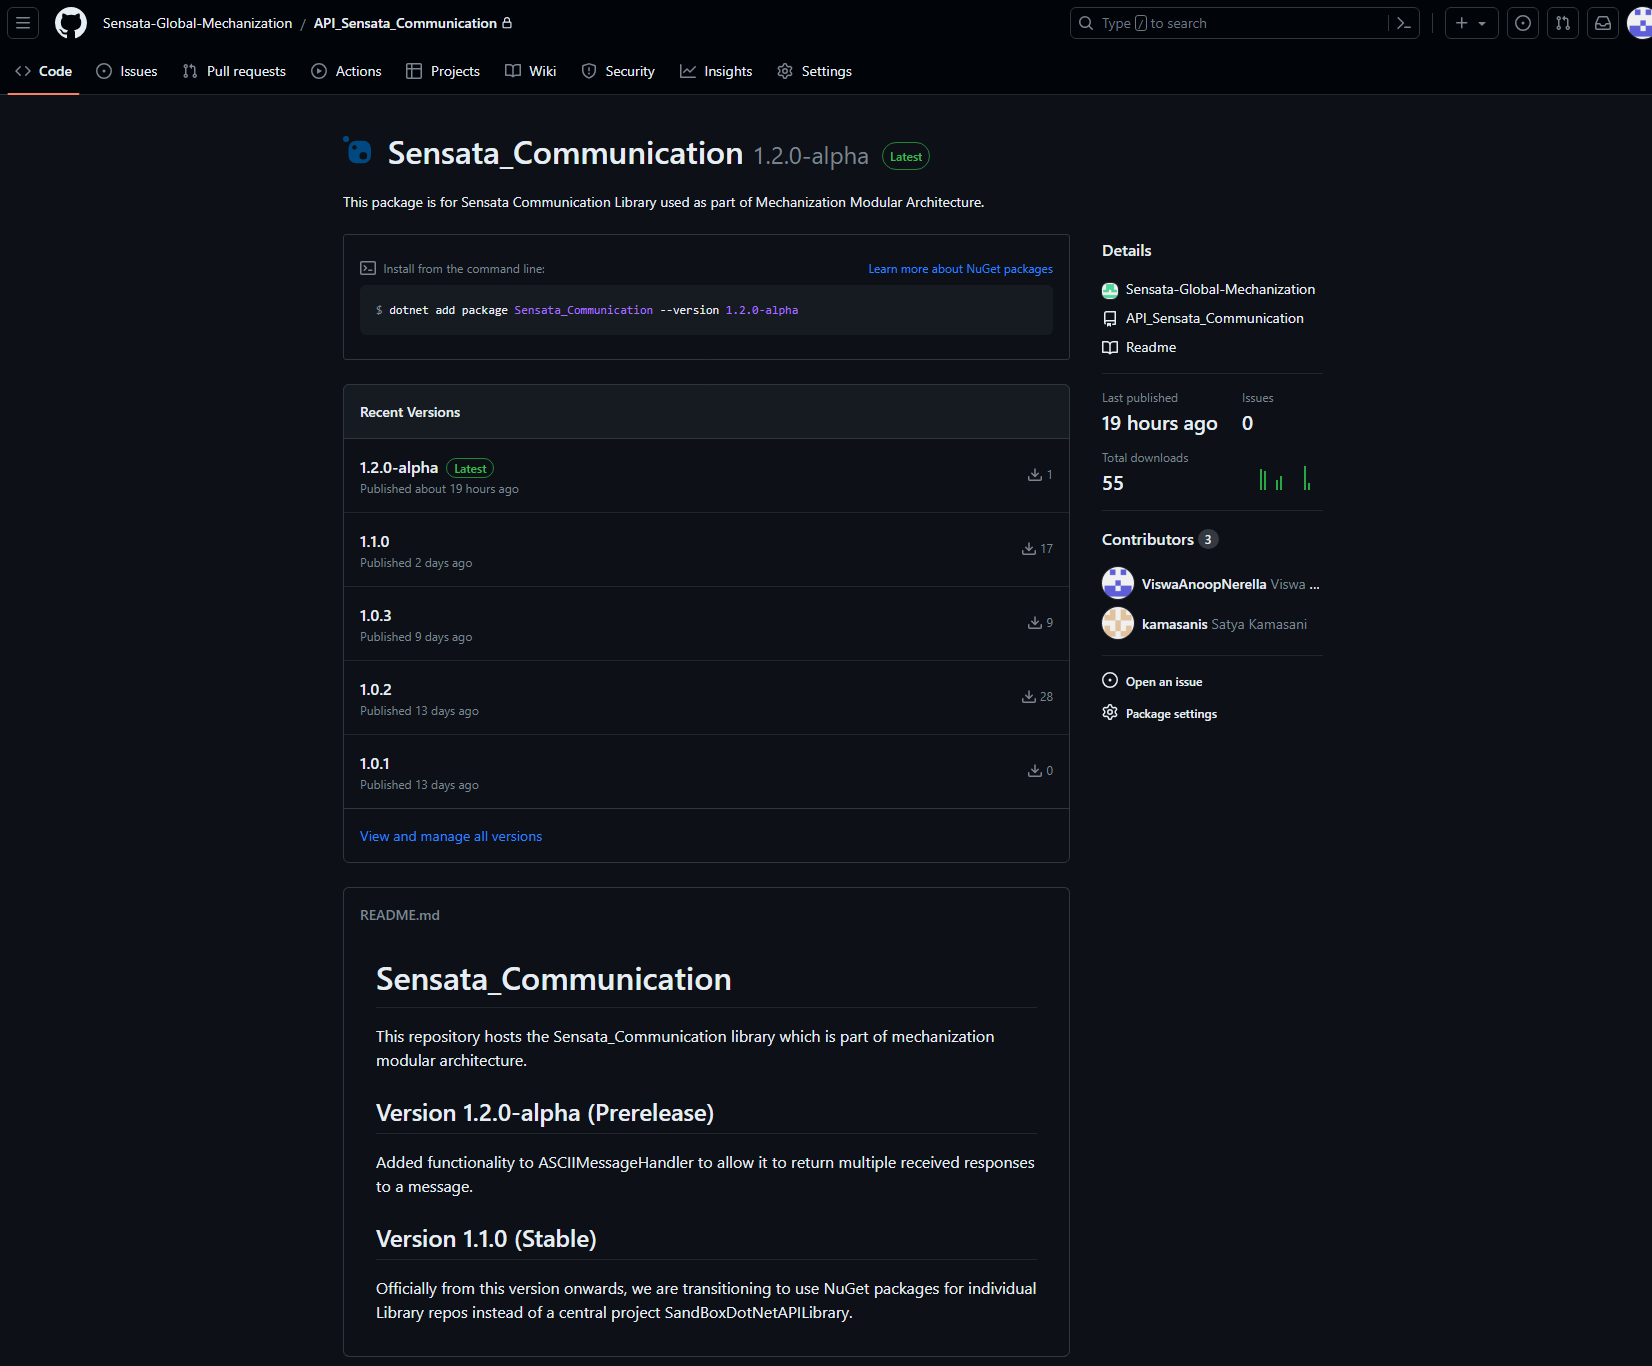 Sensata-Global-Mechanization / API_Sensata_Communication
Type / to search
Code Issues Pull requests Actions Projects Wiki Security Insights Settings
Sensata_Communication 1.2.0-alpha Latest
This package is for Sensata Communication Library used as part of Mechanization Modular Architecture.
Install from the command line:
Learn more about NuGet packages
$ dotnet add package Sensata_Communication --version 1.2.0-alpha
Recent Versions
1.2.0-alpha Latest
Published about 19 hours ago
1
1.1.0
Published 2 days ago
17
1.0.3
Published 9 days ago
9
1.0.2
Published 13 days ago
28
1.0.1
Published 13 days ago
0
View and manage all versions
README.md
Sensata_Communication
This repository hosts the Sensata_Communication library which is part of mechanization
modular architecture.
Version 1.2.0-alpha (Prerelease)
Added functionality to ASCIIMessageHandler to allow it to return multiple received responses
to a message.
Version 1.1.0 (Stable)
Officially from this version onwards, we are transitioning to use NuGet packages for individual
Library repos instead of a central project SandBoxDotNetAPILibrary.
Details
Sensata-Global-Mechanization
API_Sensata_Communication
Readme
Last published Issues
19 hours ago 0
Total downloads
55
Contributors 3
ViswaAnoopNerella Viswa ...
kamasanis Satya Kamasani
Open an issue
Package settings